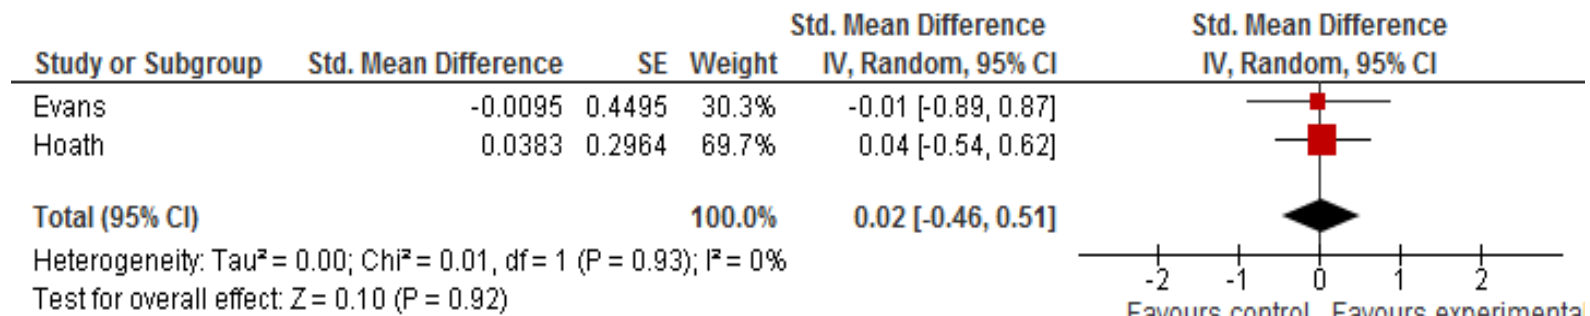 Std. Mean Difference Std. Mean Difference
Study or Subgroup Std. Mean Difference SE Weight IV, Random, 95% CI IV, Random, 95% CI
Evans -0.0095 0.4495 30.3% -0.01 [-0.89, 0.87]
Hoath 0.0383 0.2964 69.7% 0.04 [-0.54, 0.62]
Total (95% CI) 100.0% 0.02 [-0.46, 0.51]
Heterogeneity: Tau² = 0.00; Chi² = 0.01, df = 1 (P = 0.93); I² = 0%
Test for overall effect: Z = 0.10 (P = 0.92)
-2 -1 0 1 2
Favours control Favours experimental